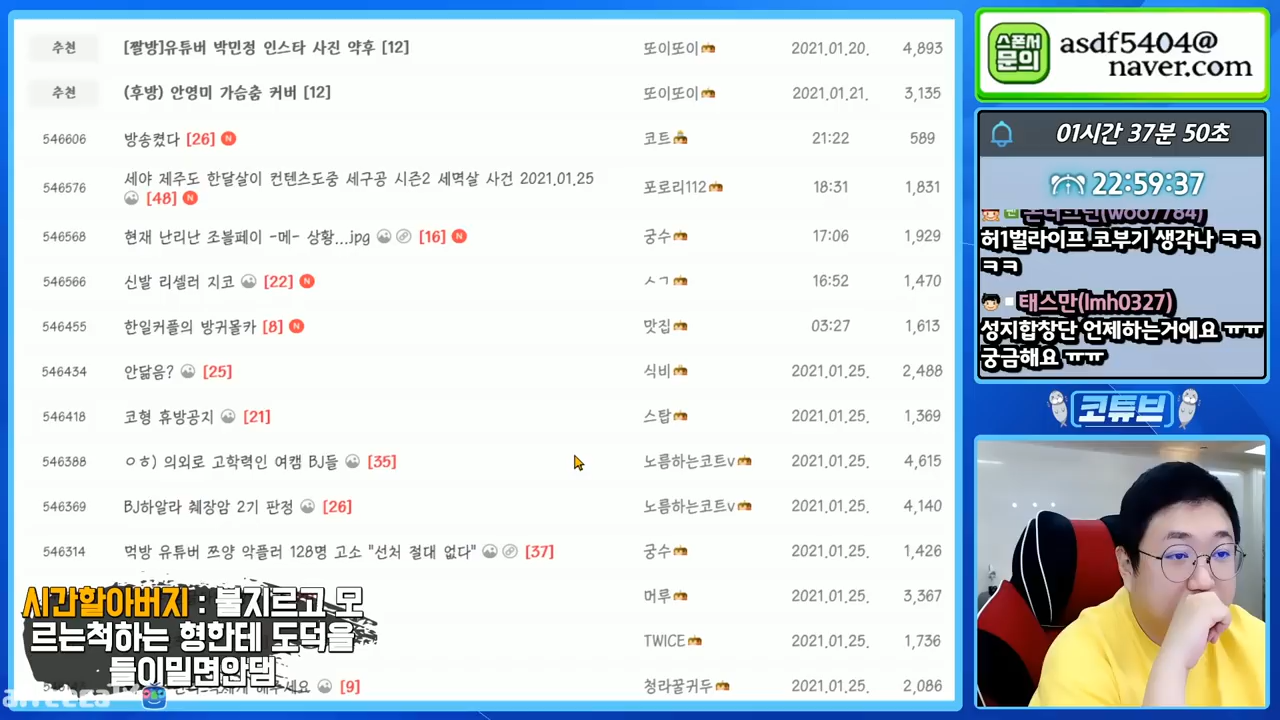 추천 [짤방]유튜버 박민정 인스타 사진 약후 [12] 또이또이 2021.01.20. 4,893
추천 (후방) 안영미 가슴춤 커버 [12] 또이또이 2021.01.21. 3,135
546606 방송켰다 [26] N 코트 21:22 589
546576 세야 제주도 한달살이 컨텐츠도중 세구공 시즌2 세멱살 사건 2021.01.25
[48] N 포로리112 18:31 1,831
546568 현재 난리난 조볼페이 -메- 상황...jpg [16] N 궁수 17:06 1,929
546566 신발 리셀러 지코 [22] N ㅅㄱ 16:52 1,470
546455 한일커플의 방귀몰카 [8] N 맛집 03:27 1,613
546434 안닮음? [25] 식비 2021.01.25. 2,488
546418 코형 휴방공지 [21] 스탑 2021.01.25. 1,369
546388 ㅇㅎ) 의외로 고학력인 여캠 BJ들 [35] 노름하는코트v 2021.01.25. 4,615
546369 BJ하알라 췌장암 2기 판정 [26] 노름하는코트v 2021.01.25. 4,140
546314 먹방 유튜버 쯔양 악플러 128명 고소 "선처 절대 없다" [37] 궁수 2021.01.25. 1,426
머루 2021.01.25. 3,367
TWICE 2021.01.25. 1,736
해주세요 [9] 청라꿀귀두 2021.01.25. 2,086
시간할아버지 : 불지르고 모
르는척하는 형한테 도덕을
들이밀면안댐
스폰서
문의
asdf5404@
naver.com
01시간 37분 50초
22:59:37
(woo7784)
허1벌라이프 코부기 생각나 ㅋㅋ
ㅋㅋ
태스만(lmh0327)
성지합창단 언제하는거에요 ㅠㅠ
궁금해요 ㅠㅠ
코튜브